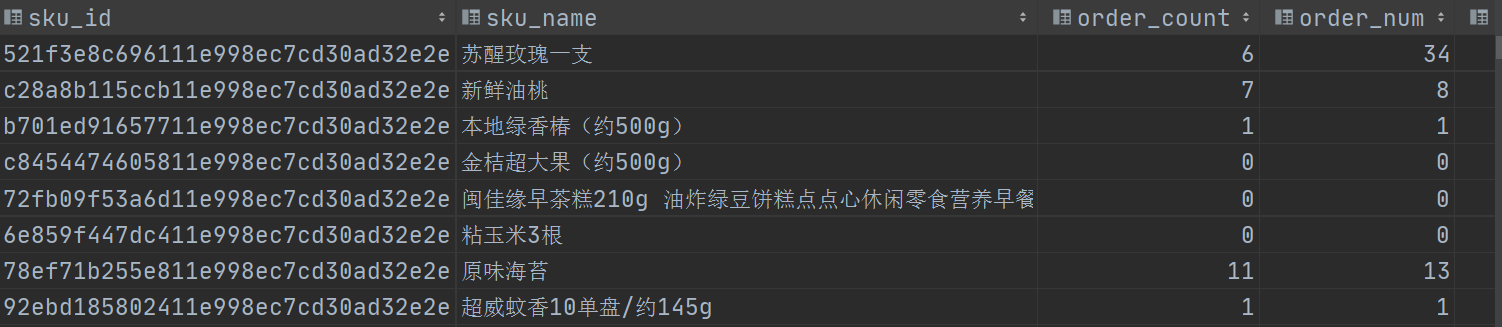 sku_id sku_name order_count order_num
521f3e8c696111e998ec7cd30ad32e2e 苏醒玫瑰一支 6 34
c28a8b115ccb11e998ec7cd30ad32e2e 新鲜油桃 7 8
b701ed91657711e998ec7cd30ad32e2e 本地绿香椿（约500g） 1 1
c8454474605811e998ec7cd30ad32e2e 金桔超大果（约500g） 0 0
72fb09f53a6d11e998ec7cd30ad32e2e 闽佳缘早茶糕210g 油炸绿豆饼糕点点心休闲零食营养早餐 0 0
6e859f447dc411e998ec7cd30ad32e2e 粘玉米3根 0 0
78ef71b255e811e998ec7cd30ad32e2e 原味海苔 11 13
92ebd185802411e998ec7cd30ad32e2e 超威蚊香10单盘/约145g 1 1